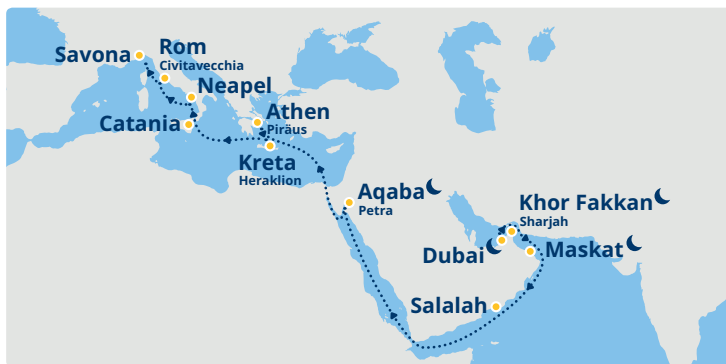 Savona
Rom
Civitavecchia
Neapel
Catania
Athen
Piräus
Kreta
Heraklion
Aqaba
Petra
Khor Fakkan
Sharjah
Dubai
Maskat
Salalah